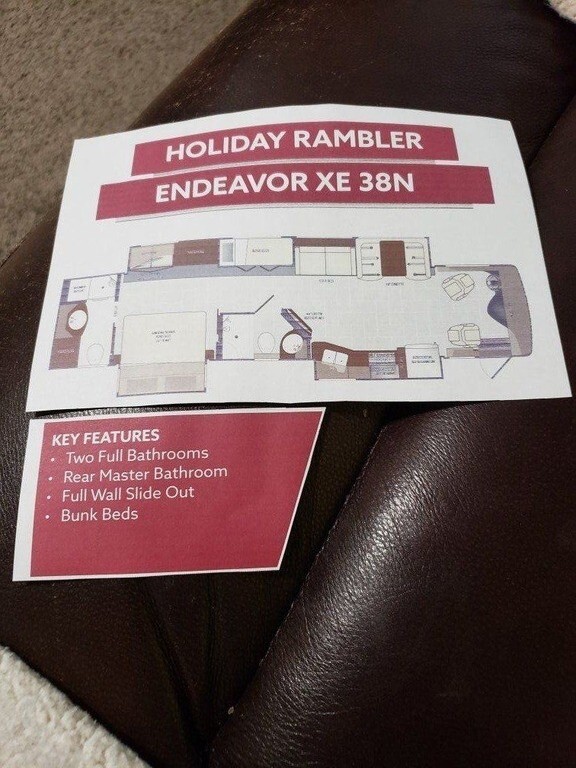 HOLIDAY RAMBLER
ENDEAVOR XE 38N
KEY FEATURES
• Two Full Bathrooms
• Rear Master Bathroom
• Full Wall Slide Out
• Bunk Beds